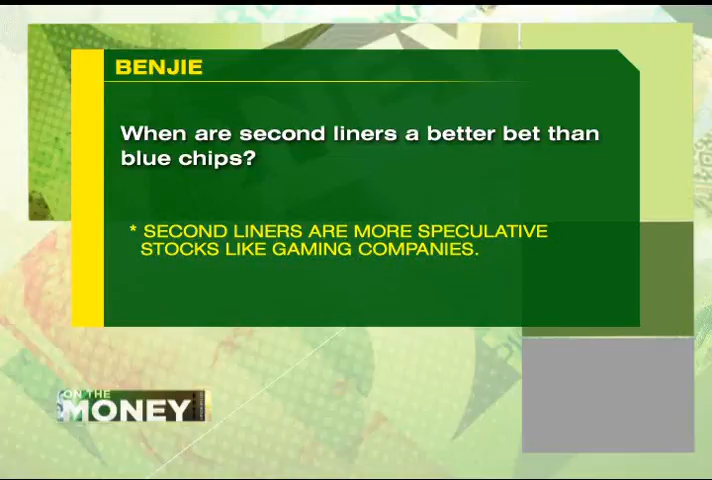 BENJIE
When are second liners a better bet than
blue chips?
* SECOND LINERS ARE MORE SPECULATIVE
STOCKS LIKE GAMING COMPANIES.
ON THE
MONEY